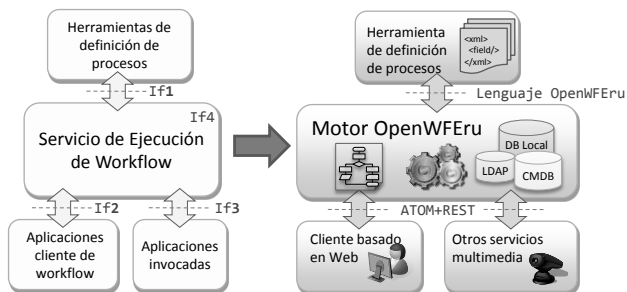 Herramientas de
definición de
procesos
If1
If4
Servicio de Ejecución
de Workflow
If2
If3
Aplicaciones
cliente de
workflow
Aplicaciones
invocadas
Herramienta
de definición
de procesos
<xml>
<field/>
</xml>
Lenguaje OpenWFEru
Motor OpenWFEru
DB Local
LDAP
CMDB
ATOM+REST
Cliente basado
en Web
Otros servicios
multimedia